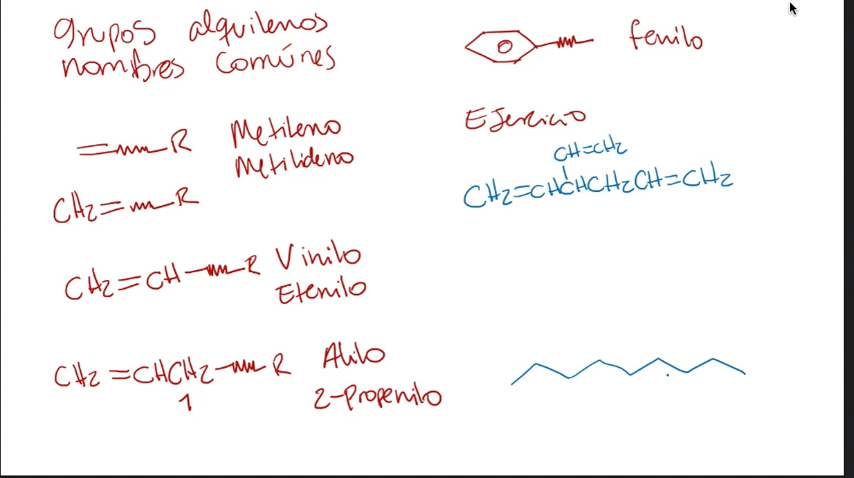 grupos alquilenos
nombres comúnes
=R Metileno
Metilideno
CH2=R
CH2=CH-R Vinilo
Etenilo
CH2=CHCH2-R Alilo
1 2-propenilo
fenilo
Ejercicio
CH=CH2
CH2=CHCHCH2CH=CH2